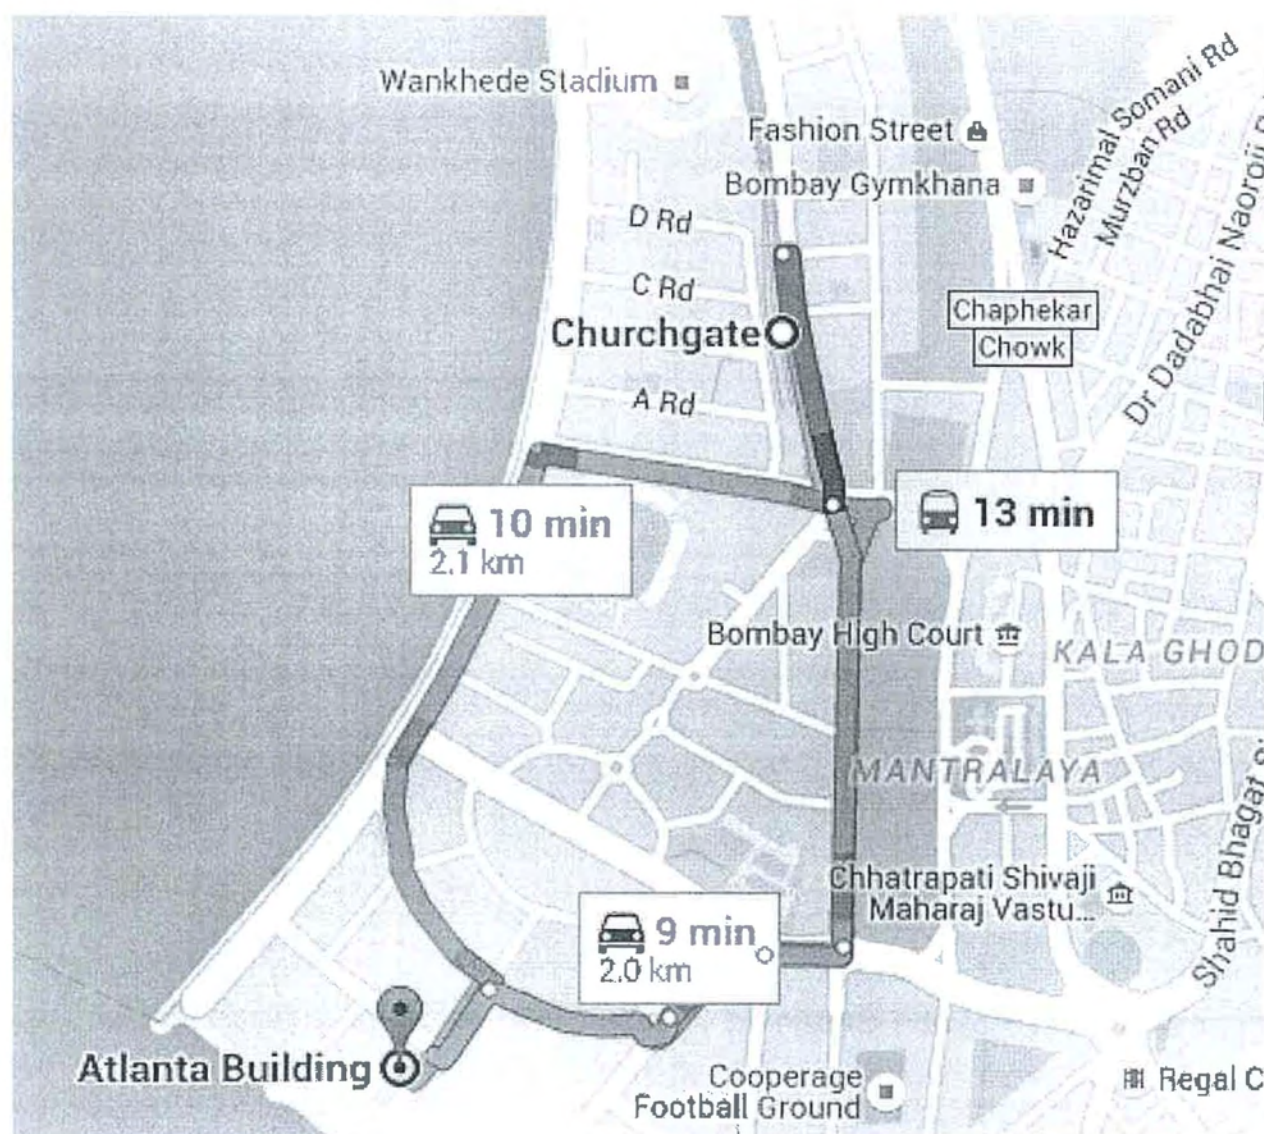 Wankhede Stadium
Hazarimal Somani Rd
Murzban Rd
Fashion Street
Bombay Gymkhana
D Rd
C Rd
Churchgate
Chaphekar
Chowk
A Rd
10 min
2.1 km
13 min
Bombay High Court
KALA GHOD
MANTRALAYA
Chhatrapati Shivaji
Maharaj Vastu...
9 min
2.0 km
Shahid Bhagat
Atlanta Building
Cooperage
Football Ground
Regal C
Dr Dadabhai Naoroji